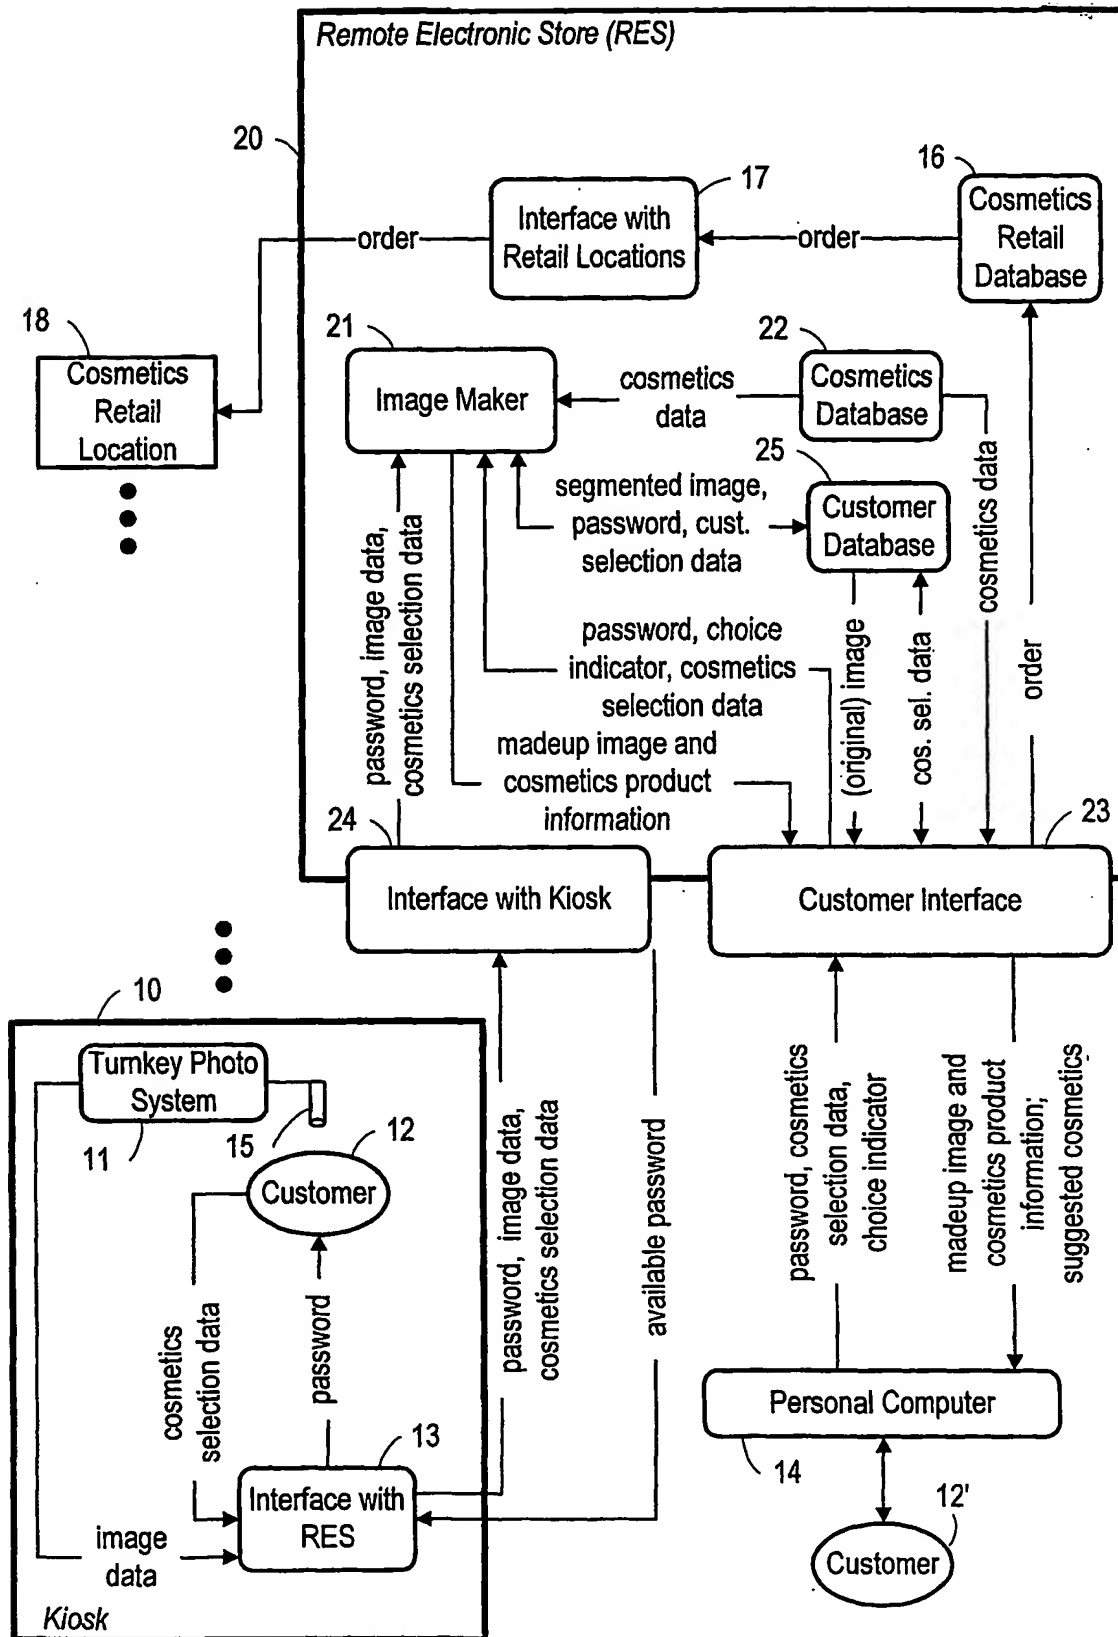 Remote Electronic Store (RES)
20
17
16
Interface with
Retail Locations
Cosmetics
Retail
Database
order
order
18
Cosmetics
Retail
Location
21
Image Maker
cosmetics
data
22
Cosmetics
Database
25
Customer
Database
segmented image,
password, cust.
selection data
password, image data,
cosmetics selection data
password, choice
indicator, cosmetics
selection data
madeup image and
cosmetics product
information
(original) image
cos. sel. data
cosmetics data
order
24
Interface with Kiosk
23
Customer Interface
10
Turnkey Photo
System
11
15
12
Customer
cosmetics
selection data
password
13
Interface with
RES
image
data
Kiosk
password, image data,
cosmetics selection data
available password
password, cosmetics
selection data,
choice indicator
madeup image and
cosmetics product
information;
suggested cosmetics
Personal Computer
14
12'
Customer